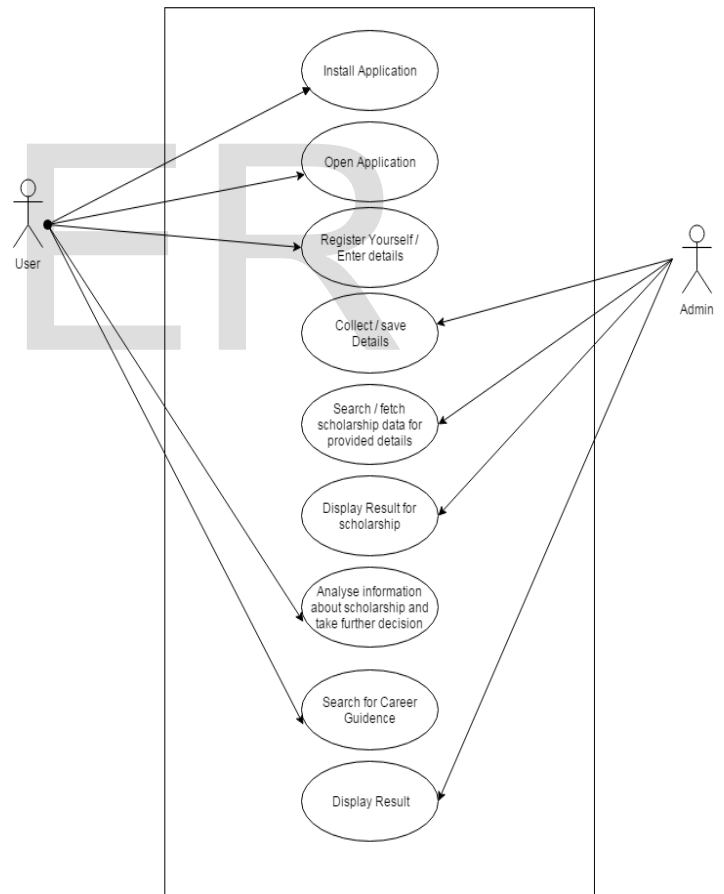 Install Application
Open Application
ER
User
Register Yourself /
Enter details
Admin
Collect / save
Details
Search / fetch
scholarship data for
provided details
Display Result for
scholarship
Analyse information
about scholarship and
take further decision
Search for Career
Guidence
Display Result